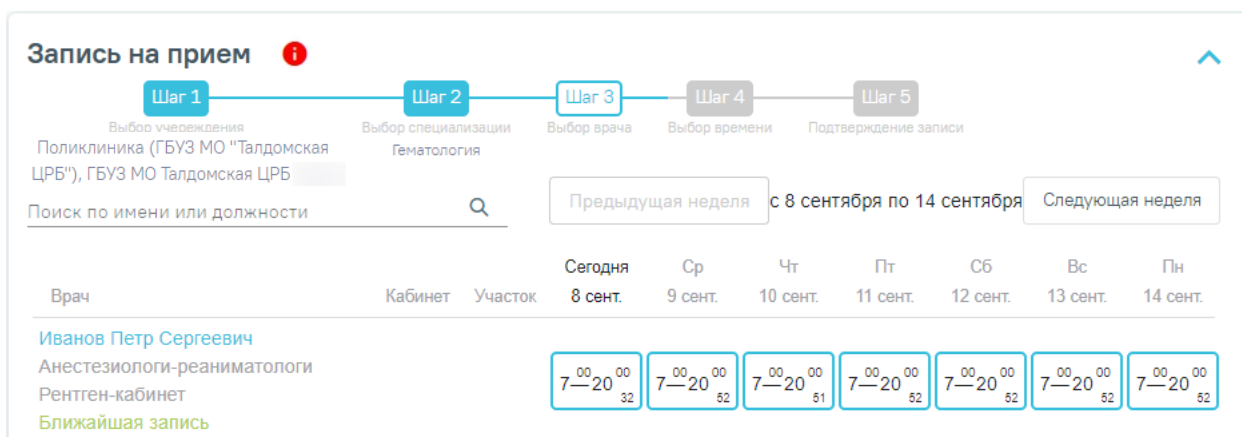 Запись на прием i
Шаг 1 Шаг 2 Шаг 3 Шаг 4 Шаг 5
Выбор учереждения Выбор специализации Выбор врача Выбор времени Подтверждение записи
Поликлиника (ГБУЗ МО "Талдомская Гематология
ЦРБ"), ГБУЗ МО Талдомская ЦРБ
Поиск по имени или должности Предыдущая неделя с 8 сентября по 14 сентября Следующая неделя
Сегодня Ср Чт Пт Сб Вс Пн
Врач Кабинет Участок 8 сент. 9 сент. 10 сент. 11 сент. 12 сент. 13 сент. 14 сент.
Иванов Петр Сергеевич
Анестезиологи-реаниматологи
7 00 — 20 00 32 7 00 — 20 00 52 7 00 — 20 00 51 7 00 — 20 00 52 7 00 — 20 00 52 7 00 — 20 00 52 7 00 — 20 00 52
Рентген-кабинет
Ближайшая запись